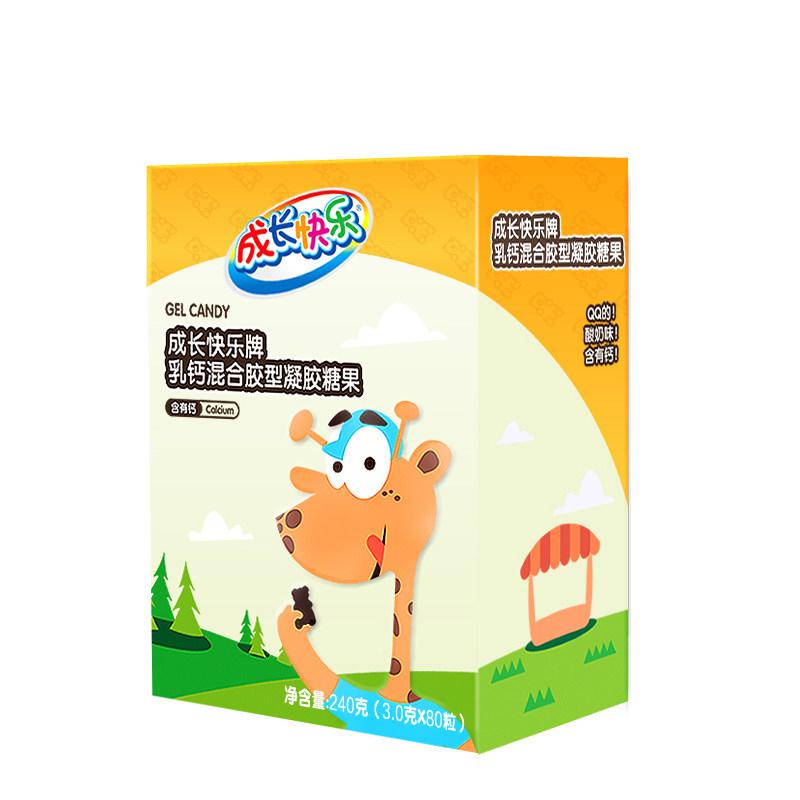 成长快乐®
GEL CANDY
成长快乐牌
乳钙混合胶型凝胶糖果
含有钙 Calcium
净含量:240克(3.0克X80粒)
成长快乐牌
乳钙混合胶型凝胶糖果
QQ的!
酸奶味!
含有钙!